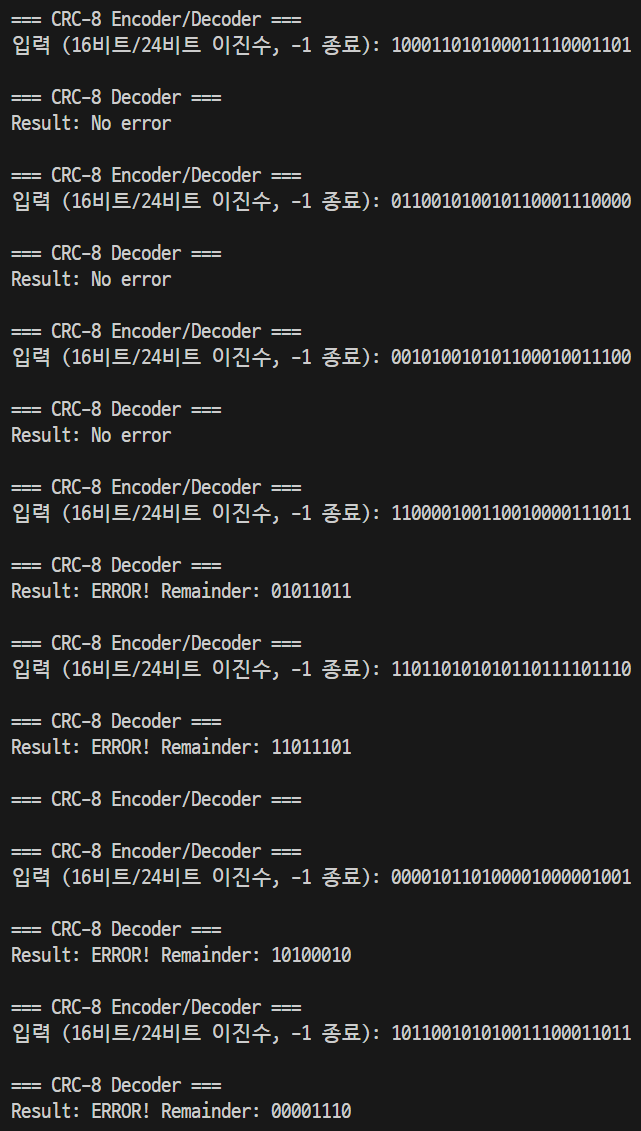 === CRC-8 Encoder/Decoder ===
입력 (16비트/24비트 이진수, -1 종료): 100011010100011110001101
=== CRC-8 Decoder ===
Result: No error
=== CRC-8 Encoder/Decoder ===
입력 (16비트/24비트 이진수, -1 종료): 011001010010110001110000
=== CRC-8 Decoder ===
Result: No error
=== CRC-8 Encoder/Decoder ===
입력 (16비트/24비트 이진수, -1 종료): 001010010101100010011100
=== CRC-8 Decoder ===
Result: No error
=== CRC-8 Encoder/Decoder ===
입력 (16비트/24비트 이진수, -1 종료): 110000100110010000111011
=== CRC-8 Decoder ===
Result: ERROR! Remainder: 01011011
=== CRC-8 Encoder/Decoder ===
입력 (16비트/24비트 이진수, -1 종료): 110110101010110111101110
=== CRC-8 Decoder ===
Result: ERROR! Remainder: 11011101
=== CRC-8 Encoder/Decoder ===
=== CRC-8 Encoder/Decoder ===
입력 (16비트/24비트 이진수, -1 종료): 000010110100001000001001
=== CRC-8 Decoder ===
Result: ERROR! Remainder: 10100010
=== CRC-8 Encoder/Decoder ===
입력 (16비트/24비트 이진수, -1 종료): 101100101010011100011011
=== CRC-8 Decoder ===
Result: ERROR! Remainder: 00001110